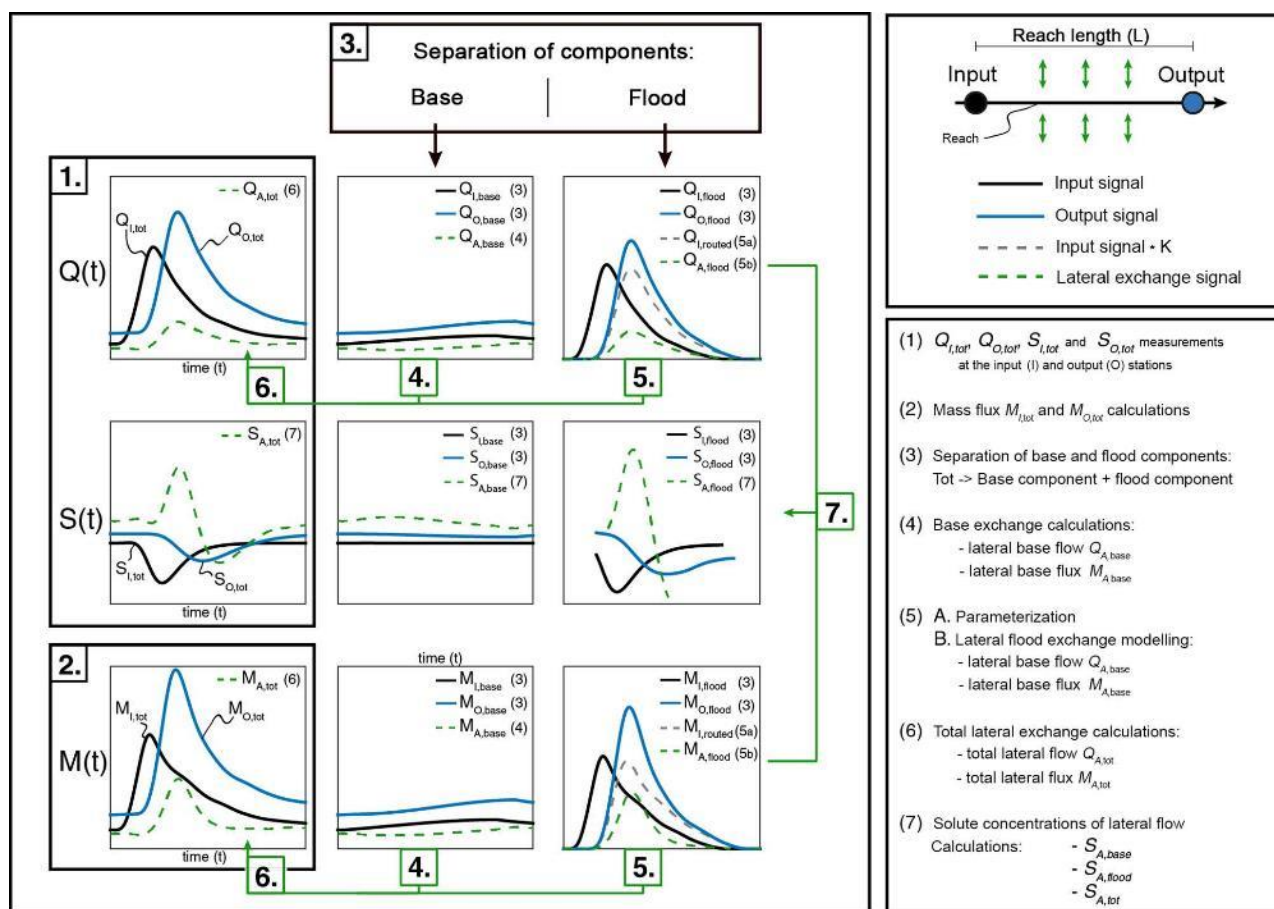 3.
Separation of components:
Base
Flood
1.
Q(t)
Q_A,tot (6)
Q_I,tot
Q_O,tot
time (t)
Q_I,base (3)
Q_O,base (3)
Q_A,base (4)
Q_I,flood (3)
Q_O,flood (3)
Q_I,routed (5a)
Q_A,flood (5b)
6.
4.
5.
S(t)
S_A,tot (7)
S_I,tot
S_O,tot
time (t)
S_I,base (3)
S_O,base (3)
S_A,base (7)
S_I,flood (3)
S_O,flood (3)
S_A,flood (7)
7.
2.
M(t)
M_A,tot (6)
M_I,tot
M_O,tot
time (t)
time (t)
M_I,base (3)
M_O,base (3)
M_A,base (4)
M_I,flood (3)
M_O,flood (3)
M_I,routed (5a)
M_A,flood (5b)
6.
4.
5.
Reach length (L)
Input
Output
Reach
Input signal
Output signal
Input signal * K
Lateral exchange signal
(1) Q_I,tot, Q_O,tot, S_I,tot and S_O,tot measurements
at the input (I) and output (O) stations
(2) Mass flux M_I,tot and M_O,tot calculations
(3) Separation of base and flood components:
Tot -> Base component + flood component
(4) Base exchange calculations:
- lateral base flow Q_A,base
- lateral base flux M_A,base
(5) A. Parameterization
B. Lateral flood exchange modelling:
- lateral base flow Q_A,base
- lateral base flux M_A,base
(6) Total lateral exchange calculations:
- total lateral flow Q_A,tot
- total lateral flux M_A,tot
(7) Solute concentrations of lateral flow
Calculations: - S_A,base
- S_A,flood
- S_A,tot